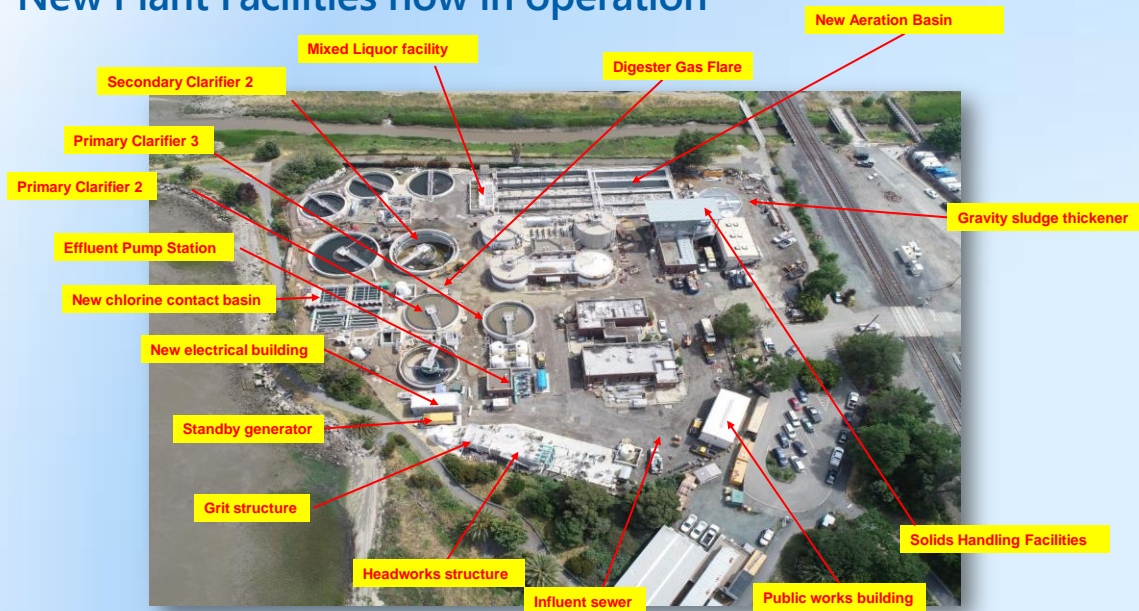 New Plant Facilities now in operation
New Aeration Basin
Mixed Liquor facility
Digester Gas Flare
Secondary Clarifier 2
Primary Clarifier 3
Primary Clarifier 2
Gravity sludge thickener
Effluent Pump Station
New chlorine contact basin
New electrical building
Standby generator
Grit structure
Solids Handling Facilities
Headworks structure
Influent sewer
Public works building